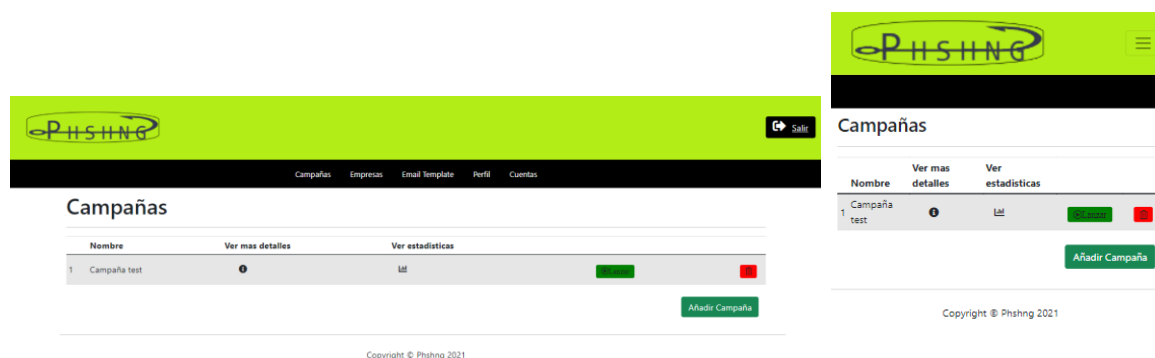 PHSHNG
Salir
Campañas Empresas Email Template Perfil Cuentas
Campañas
Nombre Ver mas detalles Ver estadisticas
1 Campaña test
Añadir Campaña
Copyright © Phshng 2021
PHSHNG
Campañas
Nombre Ver mas detalles Ver estadisticas
1 Campaña test Lanzar
Añadir Campaña
Copyright © Phshng 2021